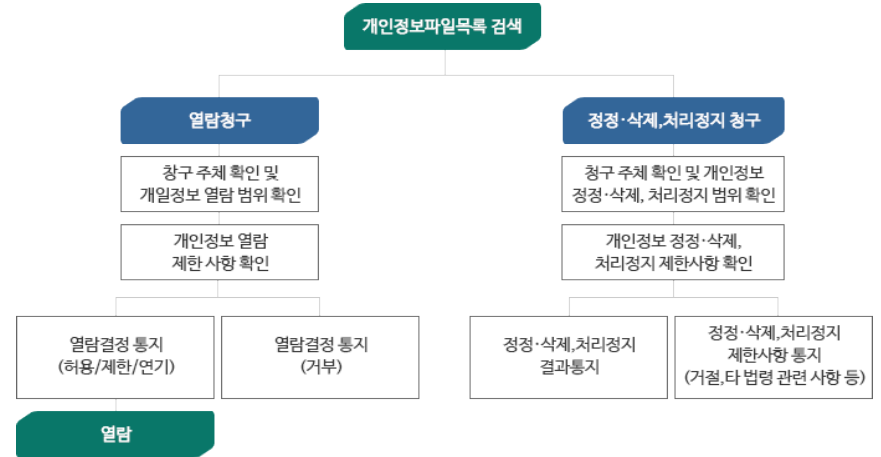 개인정보파일목록 검색
열람청구
창구 주체 확인 및
개일정보 열람 범위 확인
개인정보 열람
제한 사항 확인
열람결정 통지
(허용/제한/연기)
열람결정 통지
(거부)
열람
정정·삭제,처리정지 청구
청구 주체 확인 및 개인정보
정정·삭제, 처리정지 범위 확인
개인정보 정정·삭제,
처리정지 제한사항 확인
정정·삭제,처리정지
결과통지
정정·삭제,처리정지
제한사항 통지
(거절,타 법령 관련 사항 등)